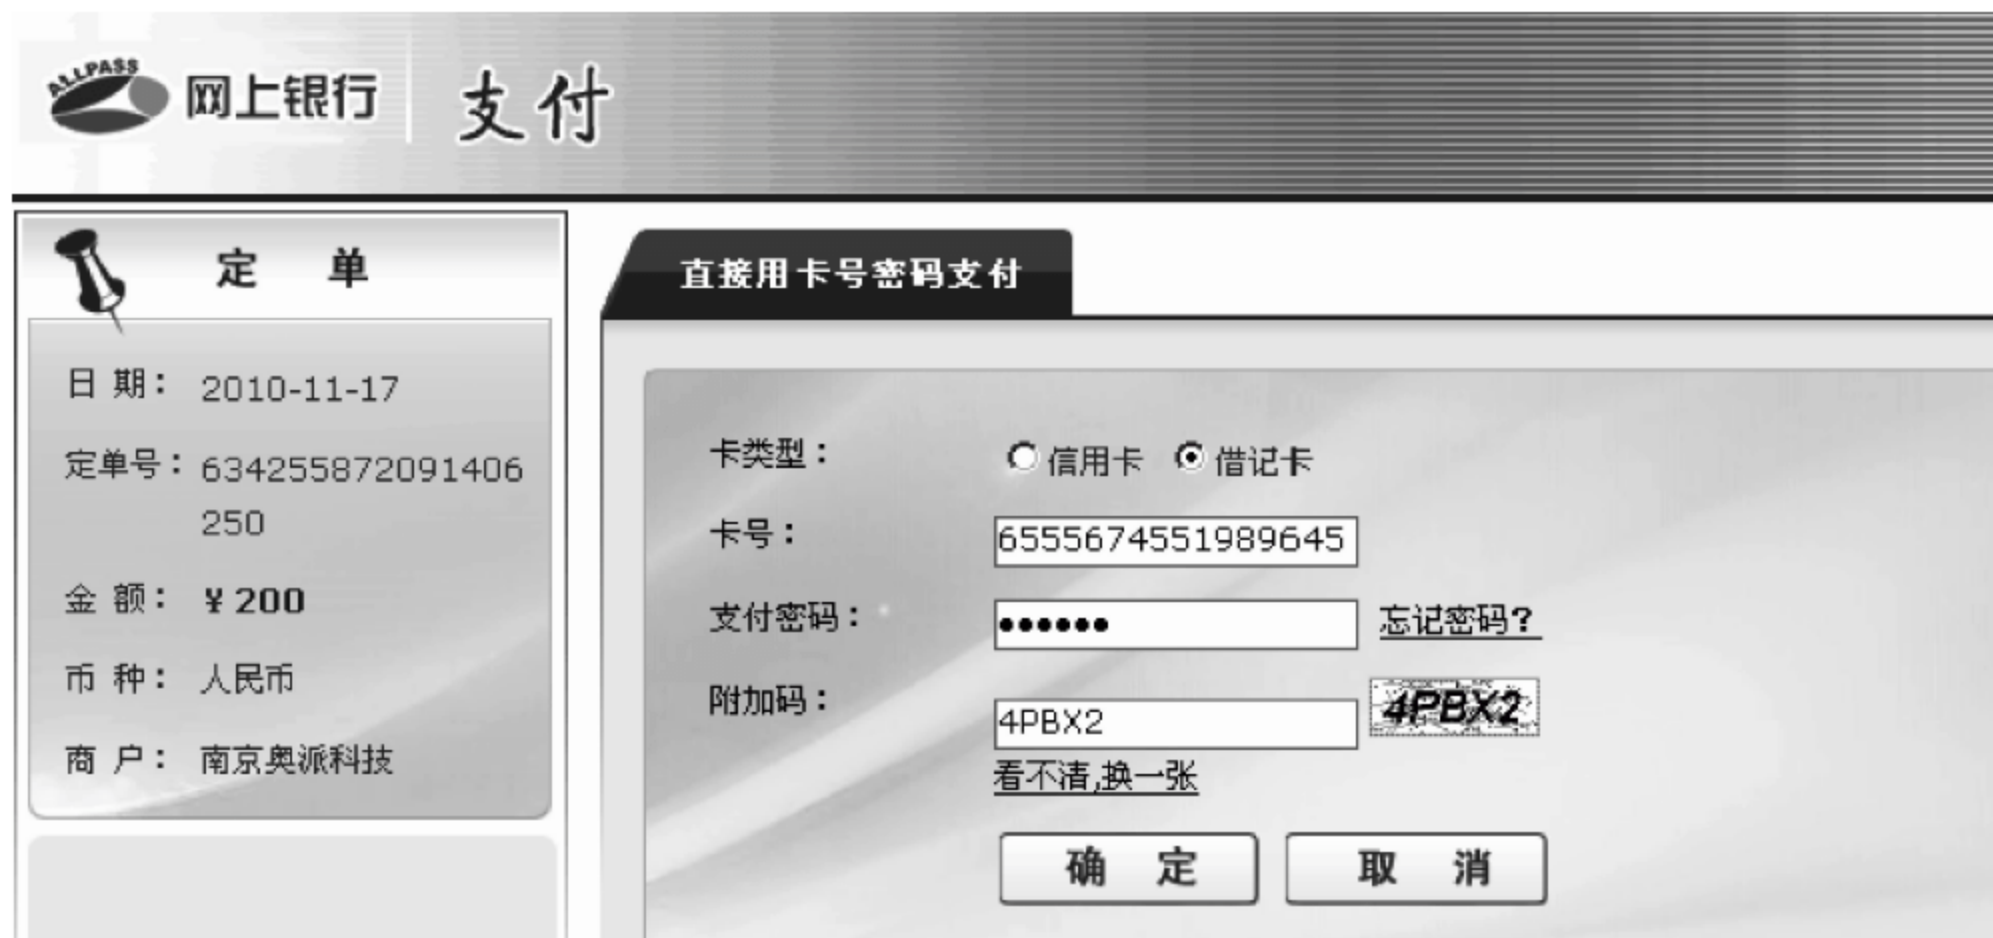 ALLPASS 网上银行 支付
定 单
日 期： 2010-11-17
定单号： 634255872091406
250
金 额： ¥ 200
币 种： 人民币
商 户： 南京奥派科技
直接用卡号密码支付
卡类型： 信用卡 借记卡
卡号： 6555674551989645
支付密码： ●●●●●● 忘记密码？
附加码： 4PBX2 4PBX2
看不清,换一张
确 定 取 消